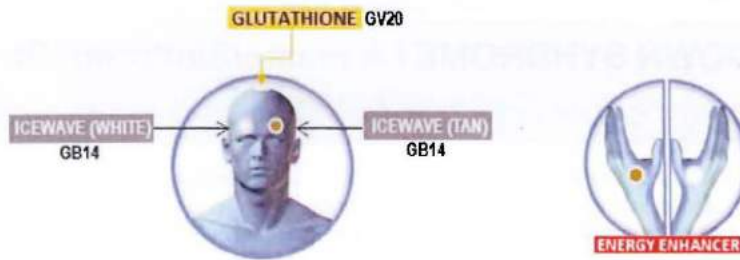 GLUTATHIONE GV20
ICEWAVE (WHITE)
GB14
ICEWAVE (TAN)
GB14
ENERGY ENHANCER